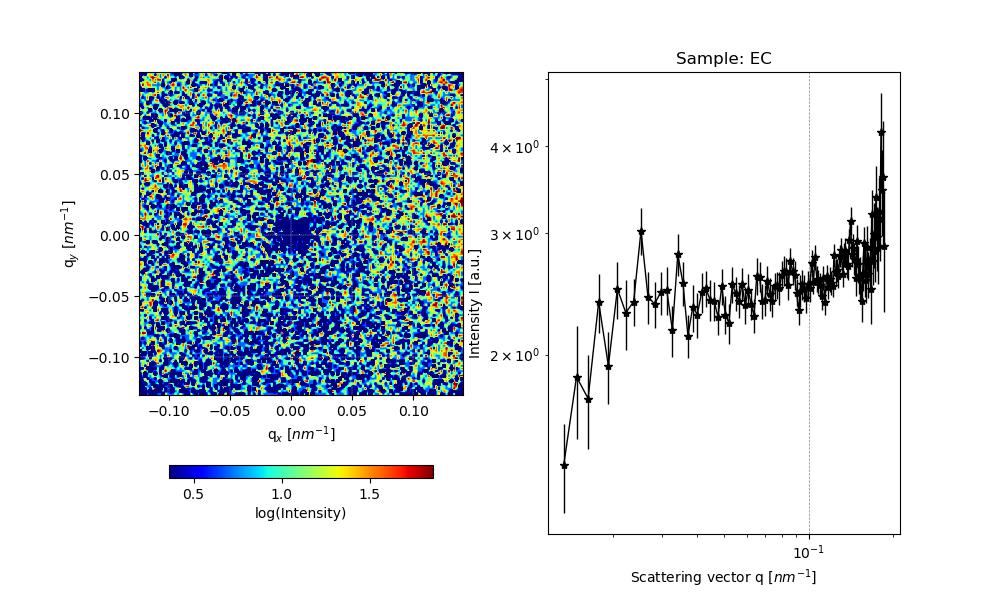 Sample: EC
q_y [nm⁻¹]
0.10
0.05
0.00
−0.05
−0.10
−0.10 −0.05 0.00 0.05 0.10
q_x [nm⁻¹]
0.5 1.0 1.5
log(Intensity)
Intensity I [a.u.]
4 × 10⁰
3 × 10⁰
2 × 10⁰
10⁻¹
Scattering vector q [nm⁻¹]